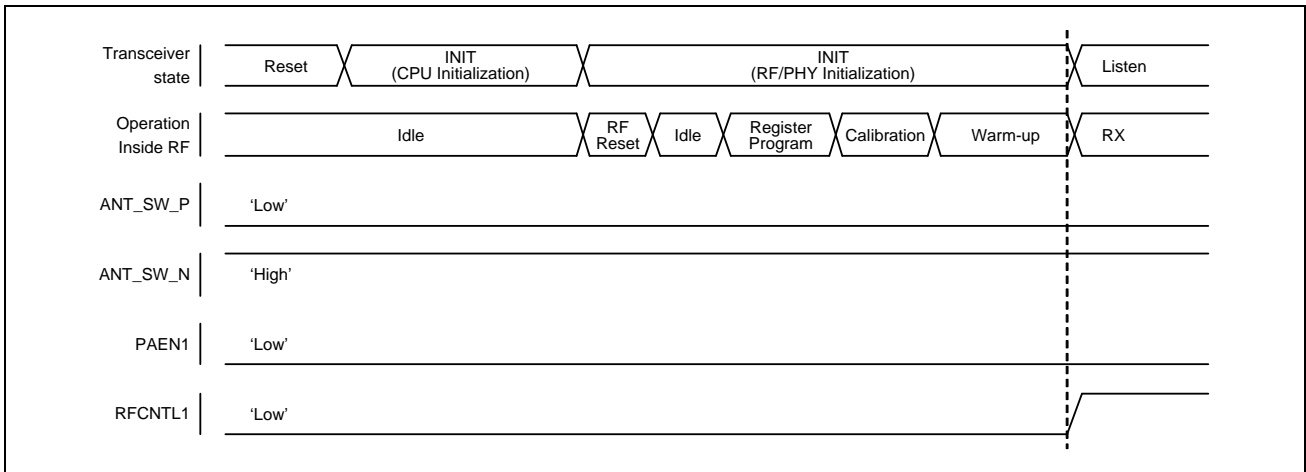 Transceiver
state
Reset
INIT
(CPU Initialization)
INIT
(RF/PHY Initialization)
Listen
Operation
Inside RF
Idle
RF
Reset
Idle
Register
Program
Calibration
Warm-up
RX
ANT_SW_P
‘Low’
ANT_SW_N
‘High’
PAEN1
‘Low’
RFCNTL1
‘Low’